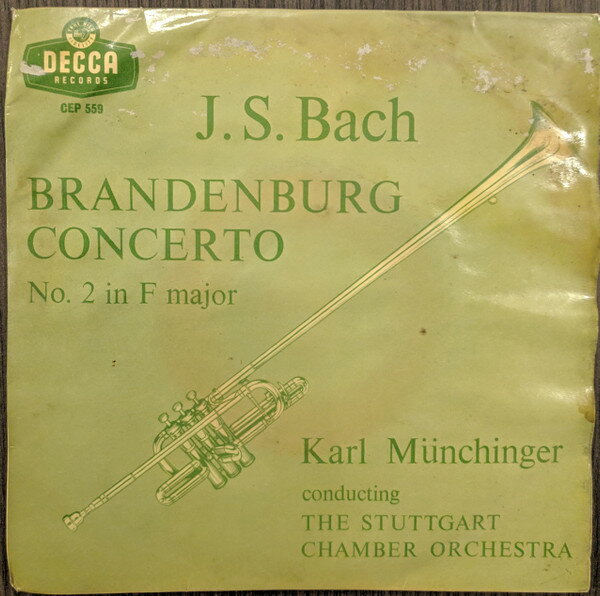 DECCA
RECORDS
CEP 559
J. S. Bach
BRANDENBURG
CONCERTO
No. 2 in F major
Karl Münchinger
conducting
THE STUTTGART
CHAMBER ORCHESTRA